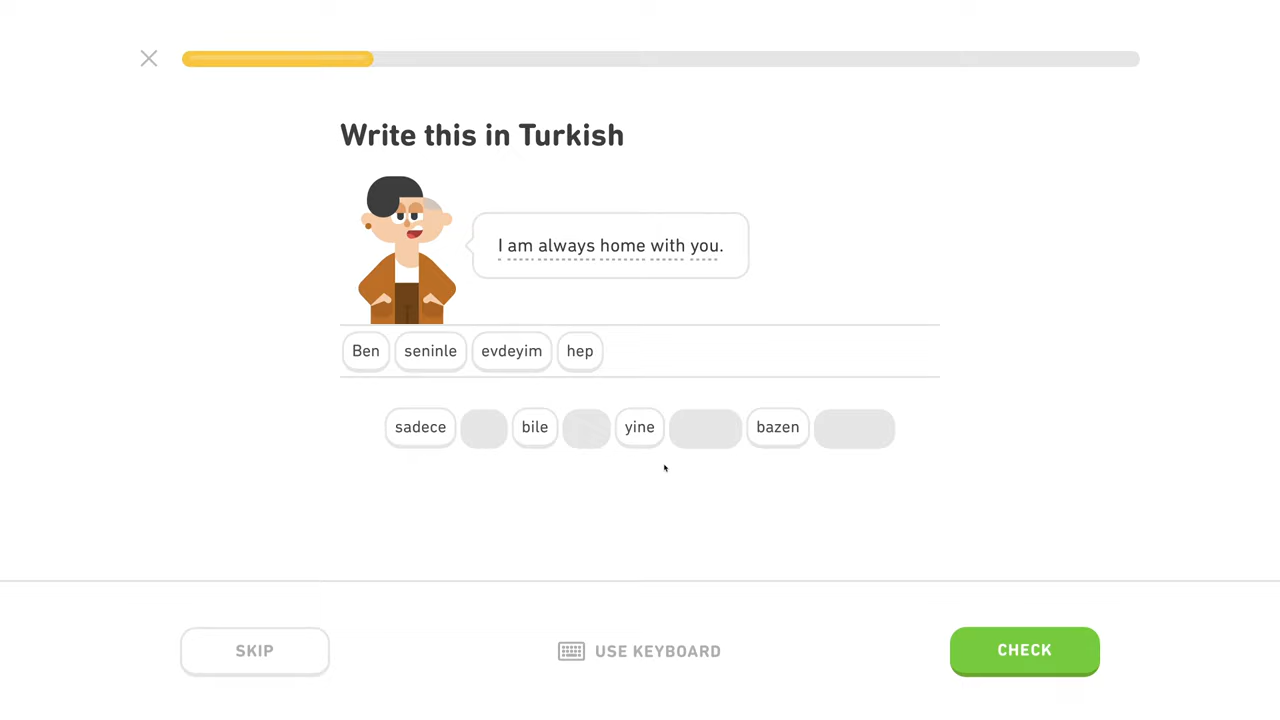 Write this in Turkish
I am always home with you.
Ben seninle evdeyim hep
sadece bile yine bazen
SKIP USE KEYBOARD CHECK